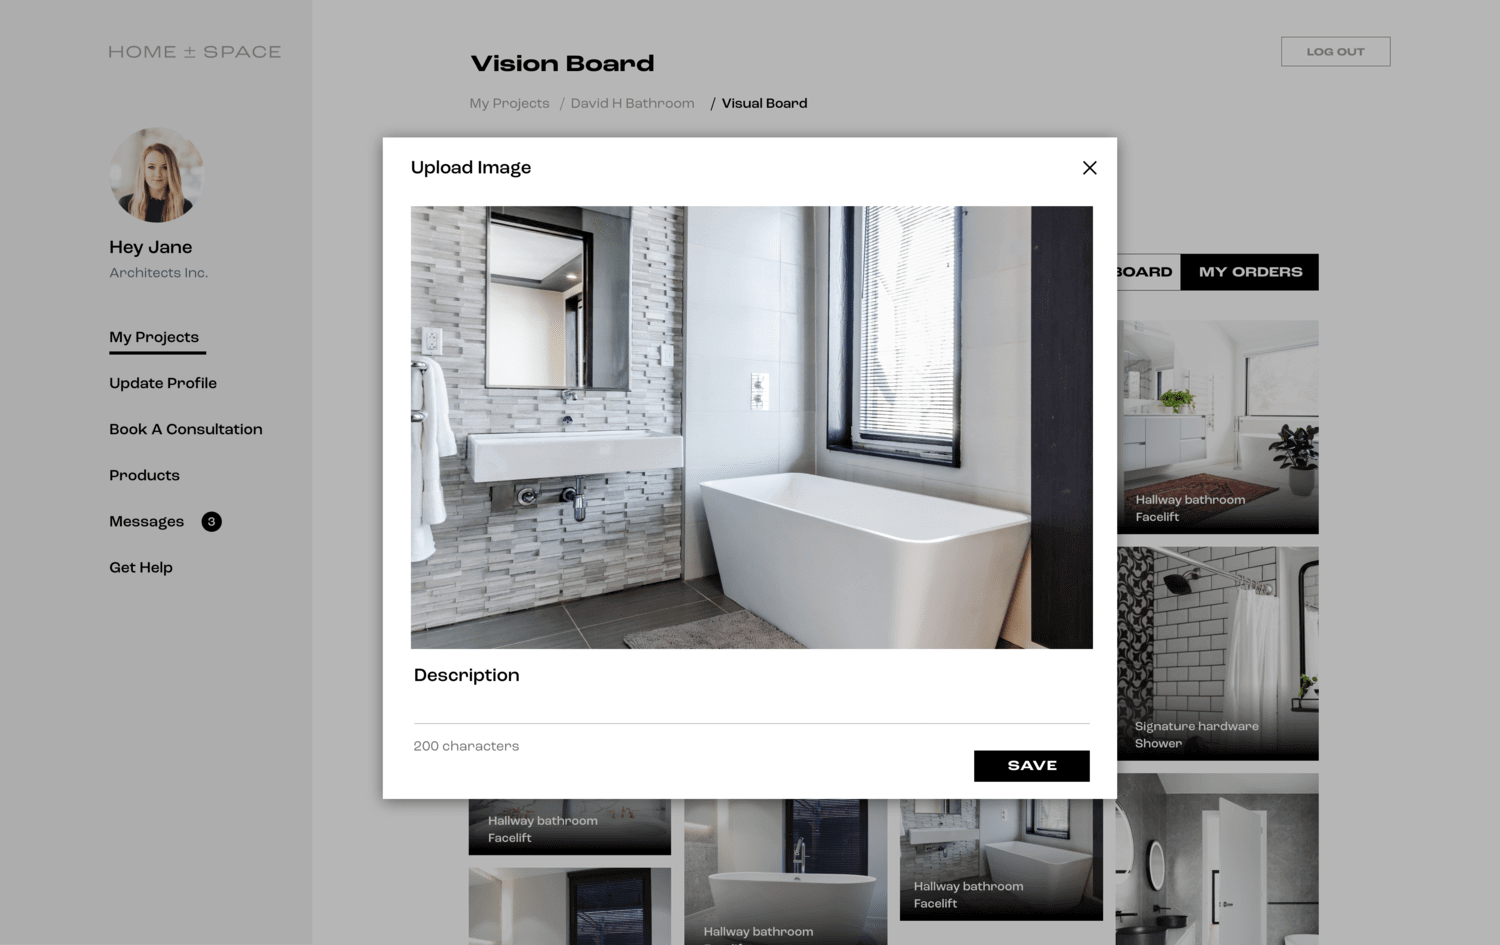 HOME ± SPACE
LOG OUT
Vision Board
My Projects / David H Bathroom / Visual Board
Hey Jane
Architects Inc.
My Projects
Update Profile
Book A Consultation
Products
Messages 3
Get Help
Upload Image
BOARD
MY ORDERS
Hallway bathroom
Facelift
Signature hardware
Shower
Description
200 characters
SAVE
Hallway bathroom
Facelift
Hallway bathroom
Facelift
Hallway bathroom